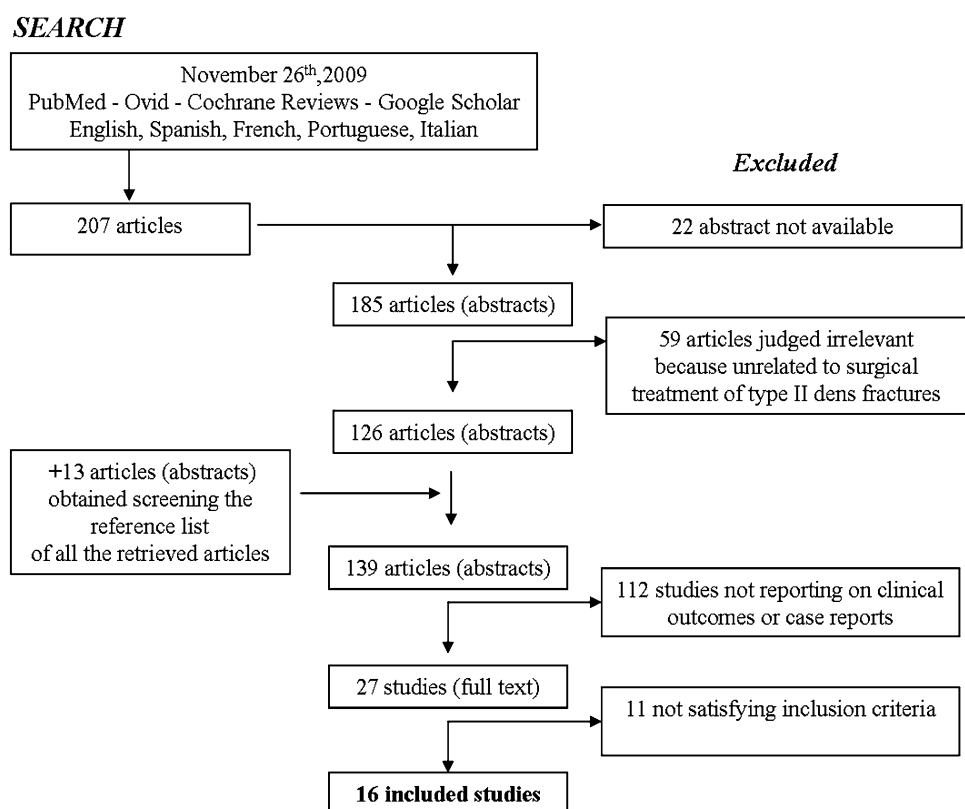 SEARCH
November 26th,2009
PubMed - Ovid - Cochrane Reviews - Google Scholar
English, Spanish, French, Portuguese, Italian
Excluded
207 articles
22 abstract not available
185 articles (abstracts)
59 articles judged irrelevant
because unrelated to surgical
treatment of type II dens fractures
126 articles (abstracts)
+13 articles (abstracts)
obtained screening the
reference list
of all the retrieved articles
139 articles (abstracts)
112 studies not reporting on clinical
outcomes or case reports
27 studies (full text)
11 not satisfying inclusion criteria
16 included studies